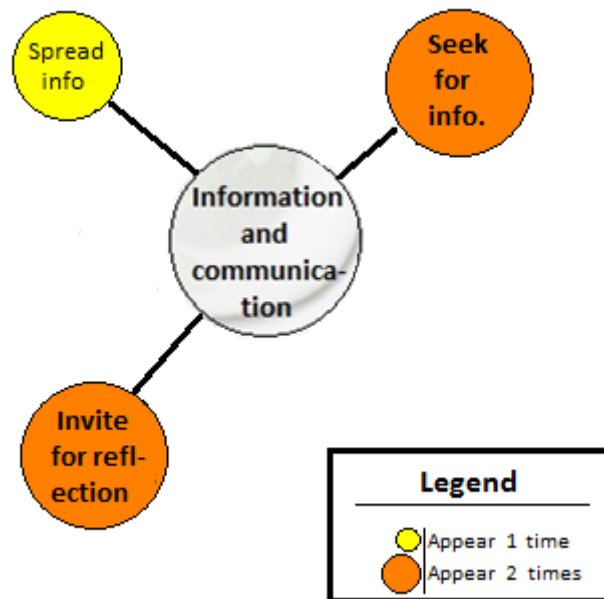 Spread
info
Seek
for
info.
Information
and
communica-
tion
Invite
for refl-
ection
Legend
Appear 1 time
Appear 2 times